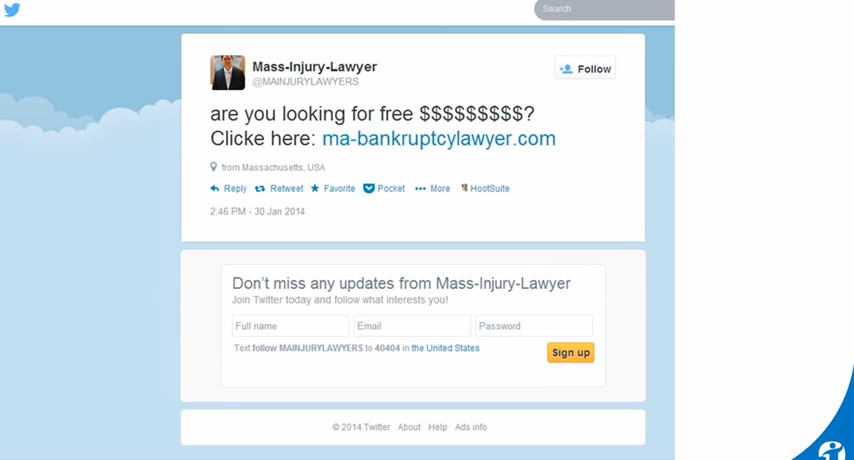 Search
Mass-Injury-Lawyer
@MAINJURYLAWYERS
Follow
are you looking for free $$$$$$$$$?
Clicke here: ma-bankruptcylawyer.com
from Massachusetts, USA
Reply Retweet Favorite Pocket ••• More HootSuite
2:46 PM - 30 Jan 2014
Don't miss any updates from Mass-Injury-Lawyer
Join Twitter today and follow what interests you!
Full name Email Password
Text follow MAINJURYLAWYERS to 40404 in the United States
Sign up
© 2014 Twitter About Help Ads info